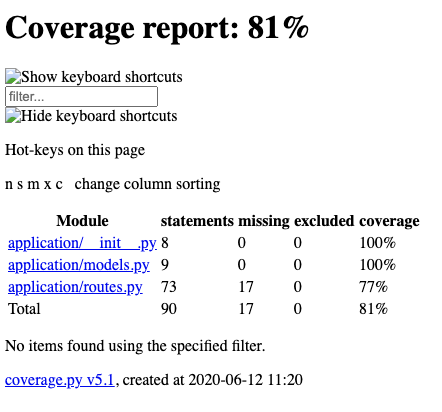 Coverage report: 81%
Show keyboard shortcuts
filter...
Hide keyboard shortcuts
Hot-keys on this page
n s m x c change column sorting
Module statements missing excluded coverage
application/__init__.py 8 0 0 100%
application/models.py 9 0 0 100%
application/routes.py 73 17 0 77%
Total 90 17 0 81%
No items found using the specified filter.
coverage.py v5.1, created at 2020-06-12 11:20